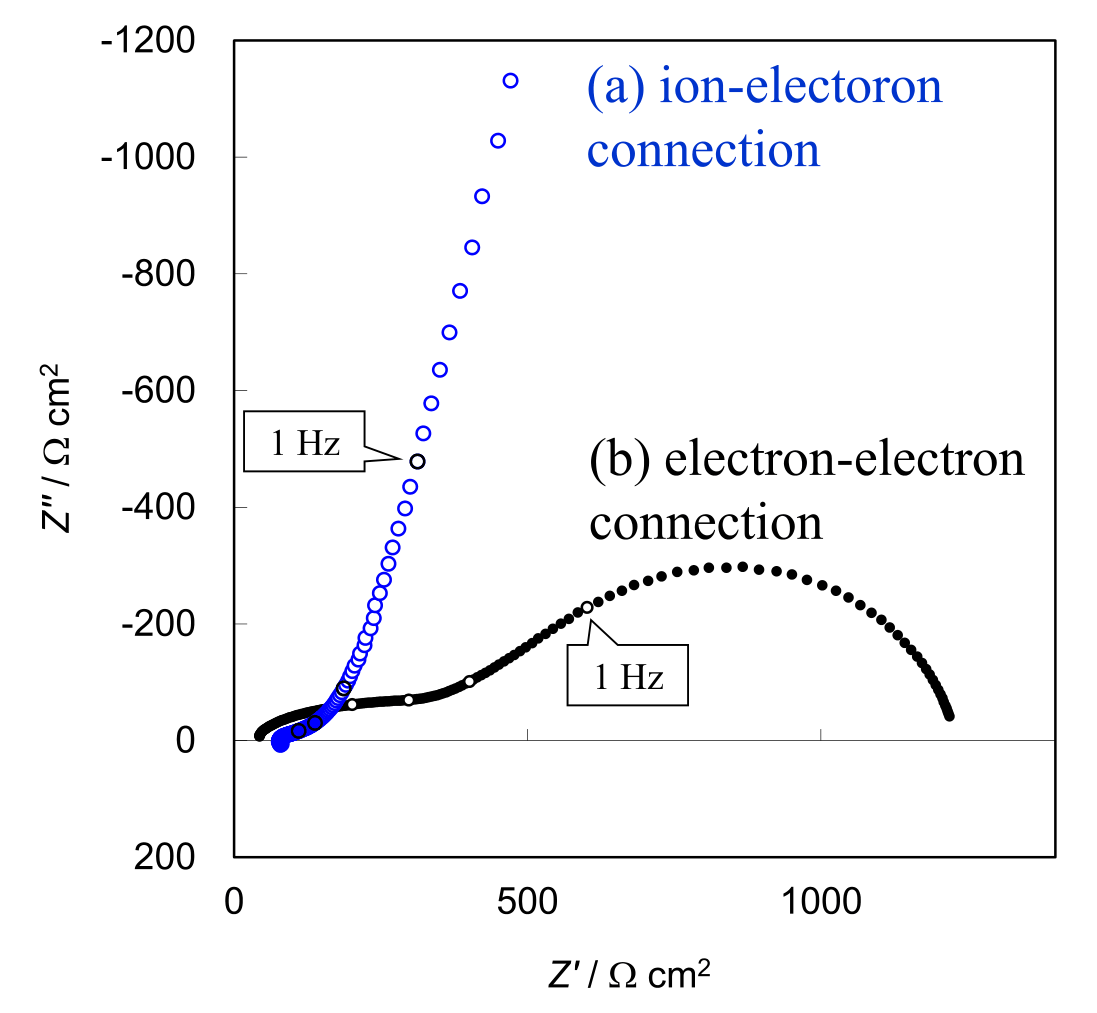 -1200
-1000
-800
-600
-400
-200
0
200
Z" / Ω cm²
(a) ion-electoron
connection
1 Hz
(b) electron-electron
connection
1 Hz
0 500 1000
Z' / Ω cm²